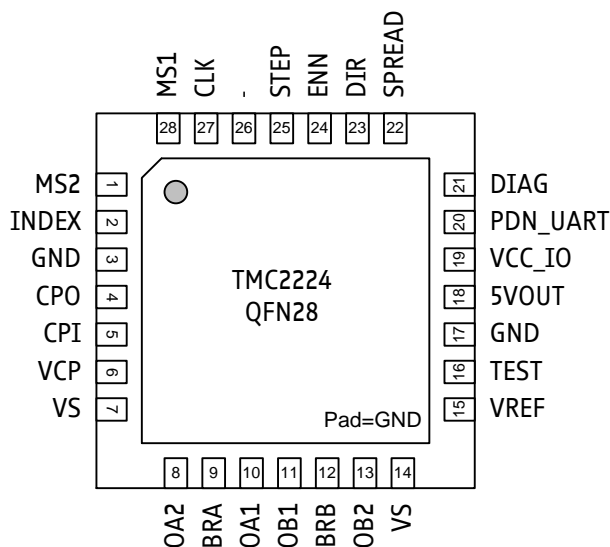 MS1 CLK - STEP ENN DIR SPREAD
28 27 26 25 24 23 22
MS2 1
INDEX 2
GND 3
CPO 4
CPI 5
VCP 6
VS 7
TMC2224
QFN28
Pad=GND
21 DIAG
20 PDN_UART
19 VCC_IO
18 5VOUT
17 GND
16 TEST
15 VREF
8 9 10 11 12 13 14
OA2 BRA OA1 OB1 BRB OB2 VS